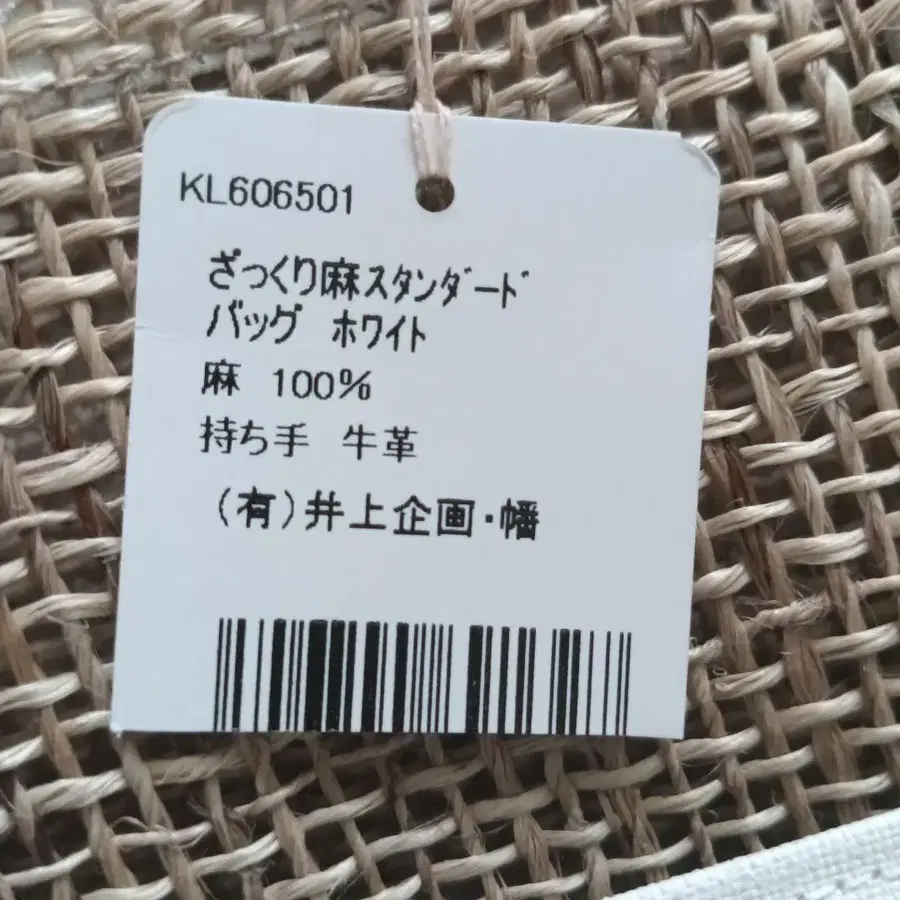 KL606501
ざっくり麻スタンダード
バッグ ホワイト
麻 100%
持ち手 牛革
(有)井上企画・幡